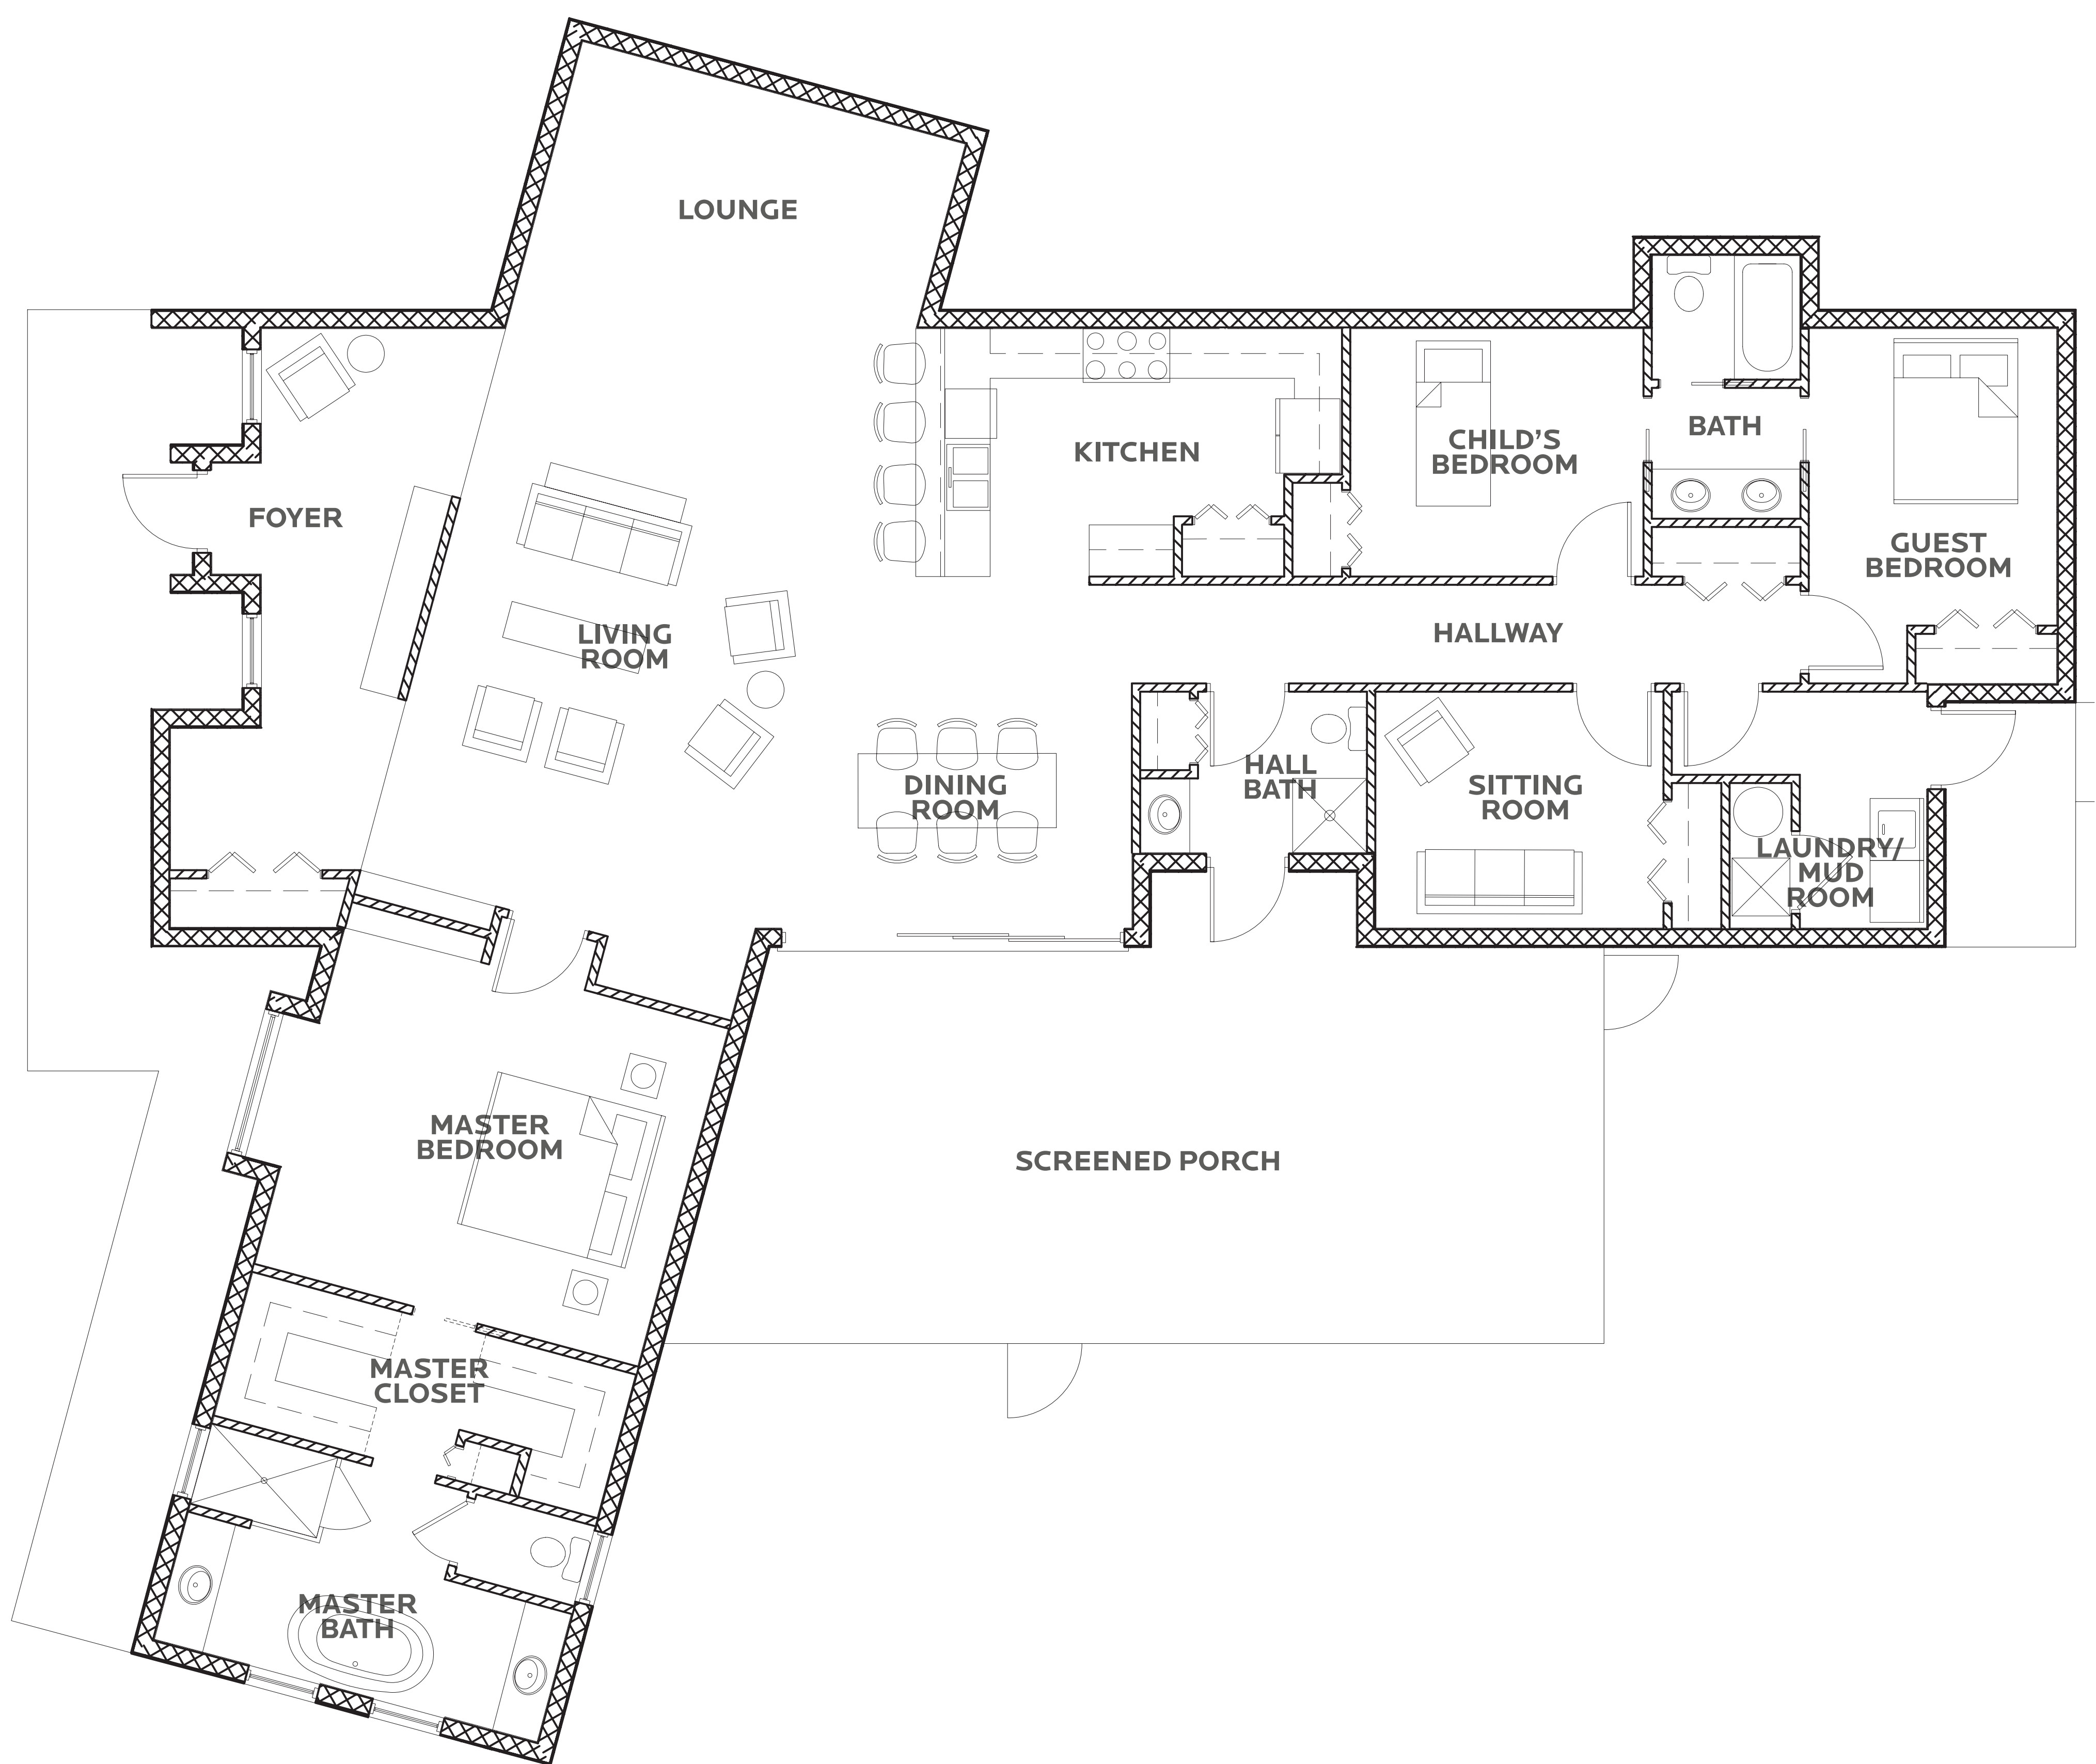 LOUNGE
KITCHEN
CHILD'S
BEDROOM
BATH
FOYER
GUEST
BEDROOM
LIVING
ROOM
HALLWAY
DINING
ROOM
HALL
BATH
SITTING
ROOM
LAUNDRY/
MUD
ROOM
MASTER
BEDROOM
SCREENED PORCH
MASTER
CLOSET
MASTER
BATH